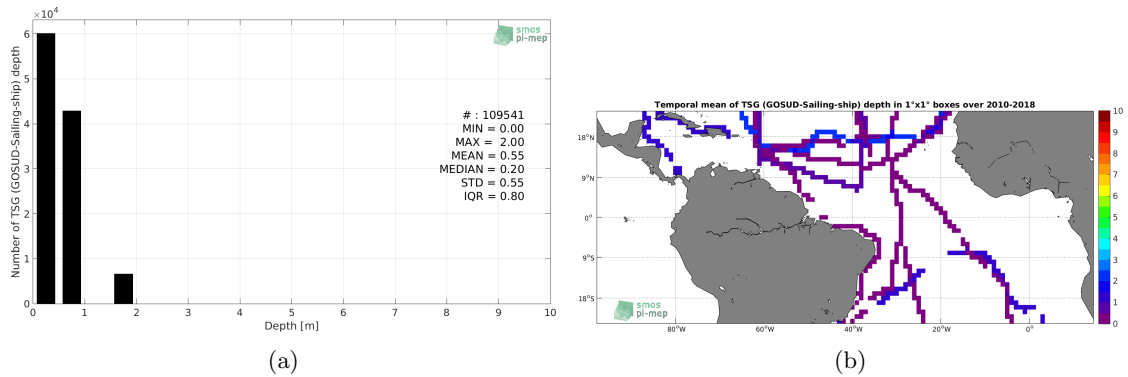 ×10⁴
6
5
4
3
2
1
0
Number of TSG (GOSUD-Sailing-ship) depth
smos
pi-mep
# : 109541
MIN = 0.00
MAX = 2.00
MEAN = 0.55
MEDIAN = 0.20
STD = 0.55
IQR = 0.80
0 1 2 3 4 5 6 7 8 9 10
Depth [m]
(a)
Temporal mean of TSG (GOSUD-Sailing-ship) depth in 1°x1° boxes over 2010-2018
18°N
9°N
0°
9°S
18°S
smos
pi-mep
80°W 60°W 40°W 20°W 0°
10
9
8
7
6
5
4
3
2
1
0
(b)